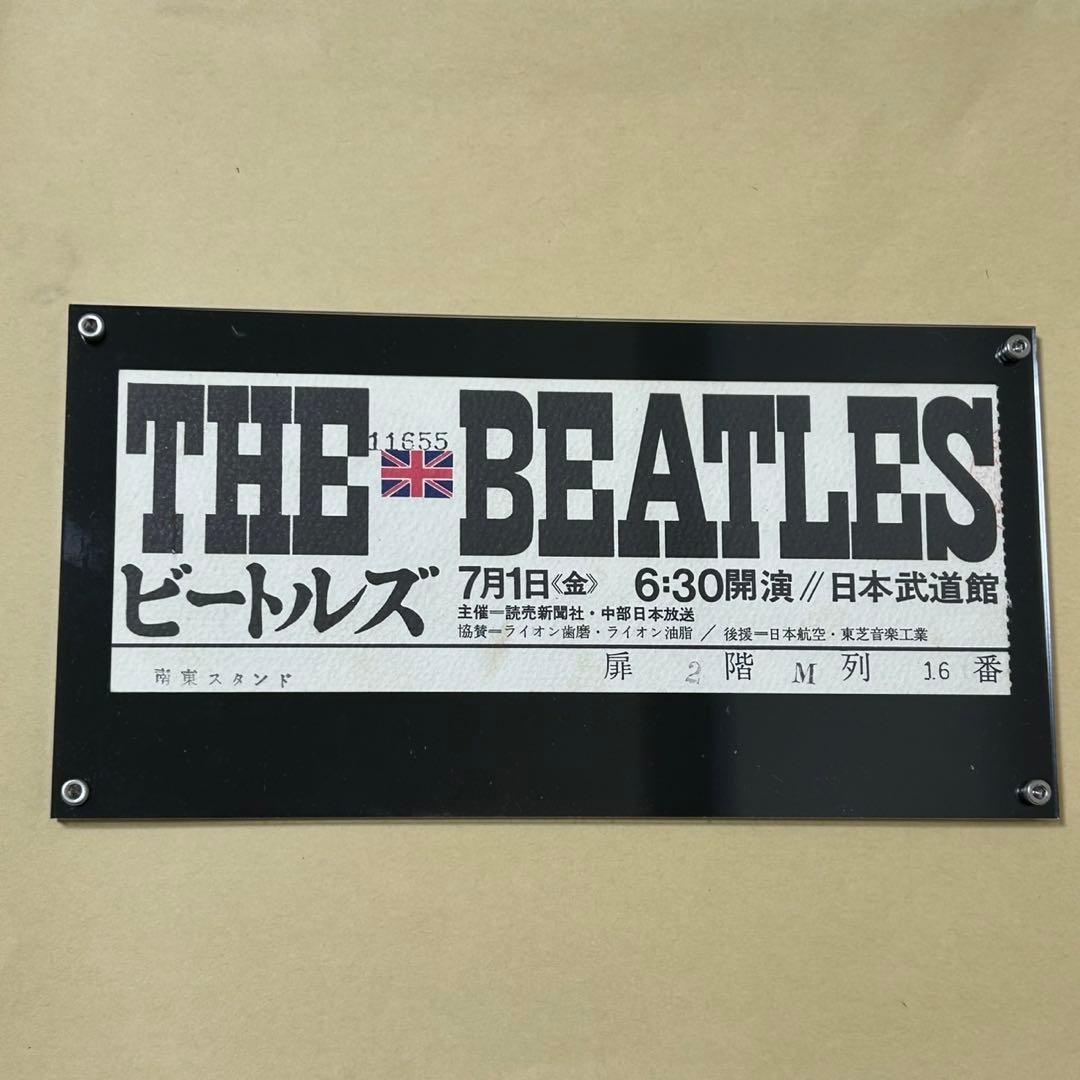 THE BEATLES
11655
ビートルズ
7月1日《金》 6:30開演//日本武道館
主催=読売新聞社・中部日本放送
協賛=ライオン歯磨・ライオン油脂/後援=日本航空・東芝音楽工業
南東スタンド 扉 2 階 M 列 16 番